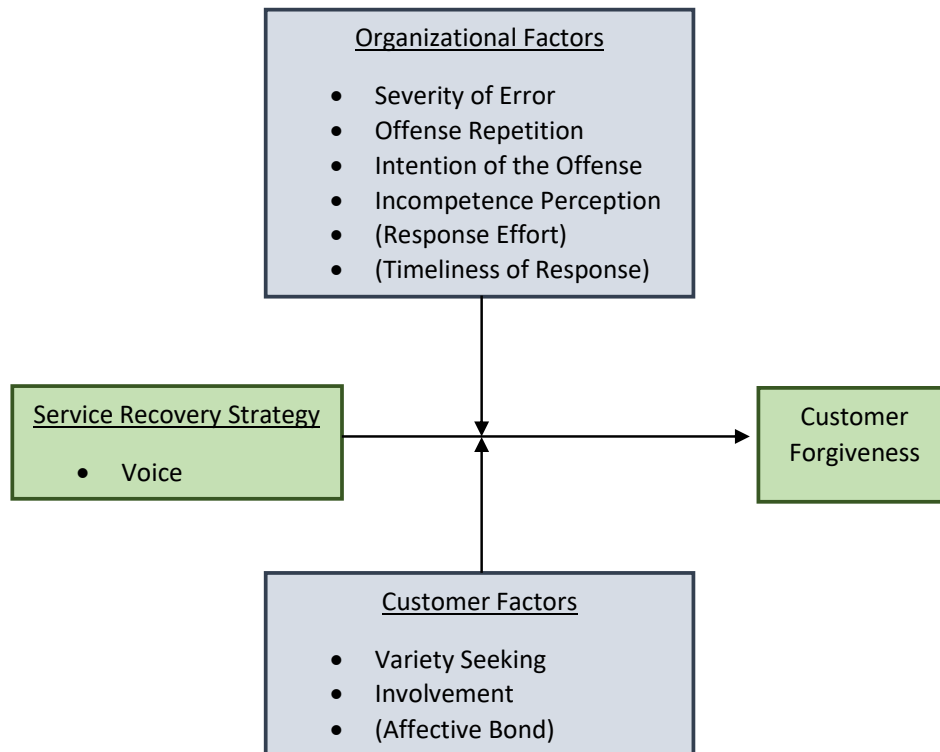 Organizational Factors
• Severity of Error
• Offense Repetition
• Intention of the Offense
• Incompetence Perception
• (Response Effort)
• (Timeliness of Response)
Service Recovery Strategy
• Voice
Customer
Forgiveness
Customer Factors
• Variety Seeking
• Involvement
• (Affective Bond)